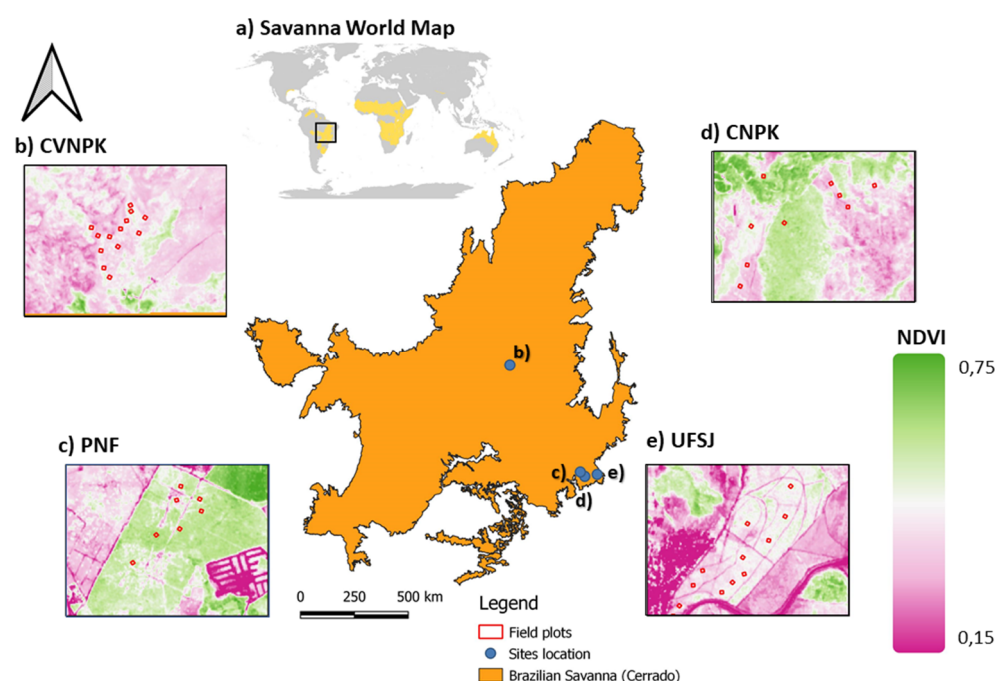 a) Savanna World Map
b) CVNPK
d) CNPK
b)
NDVI
0,75
c) PNF
e) UFSJ
c)
e)
d)
0 250 500 km
Legend
Field plots
Sites location
Brazilian Savanna (Cerrado)
0,15